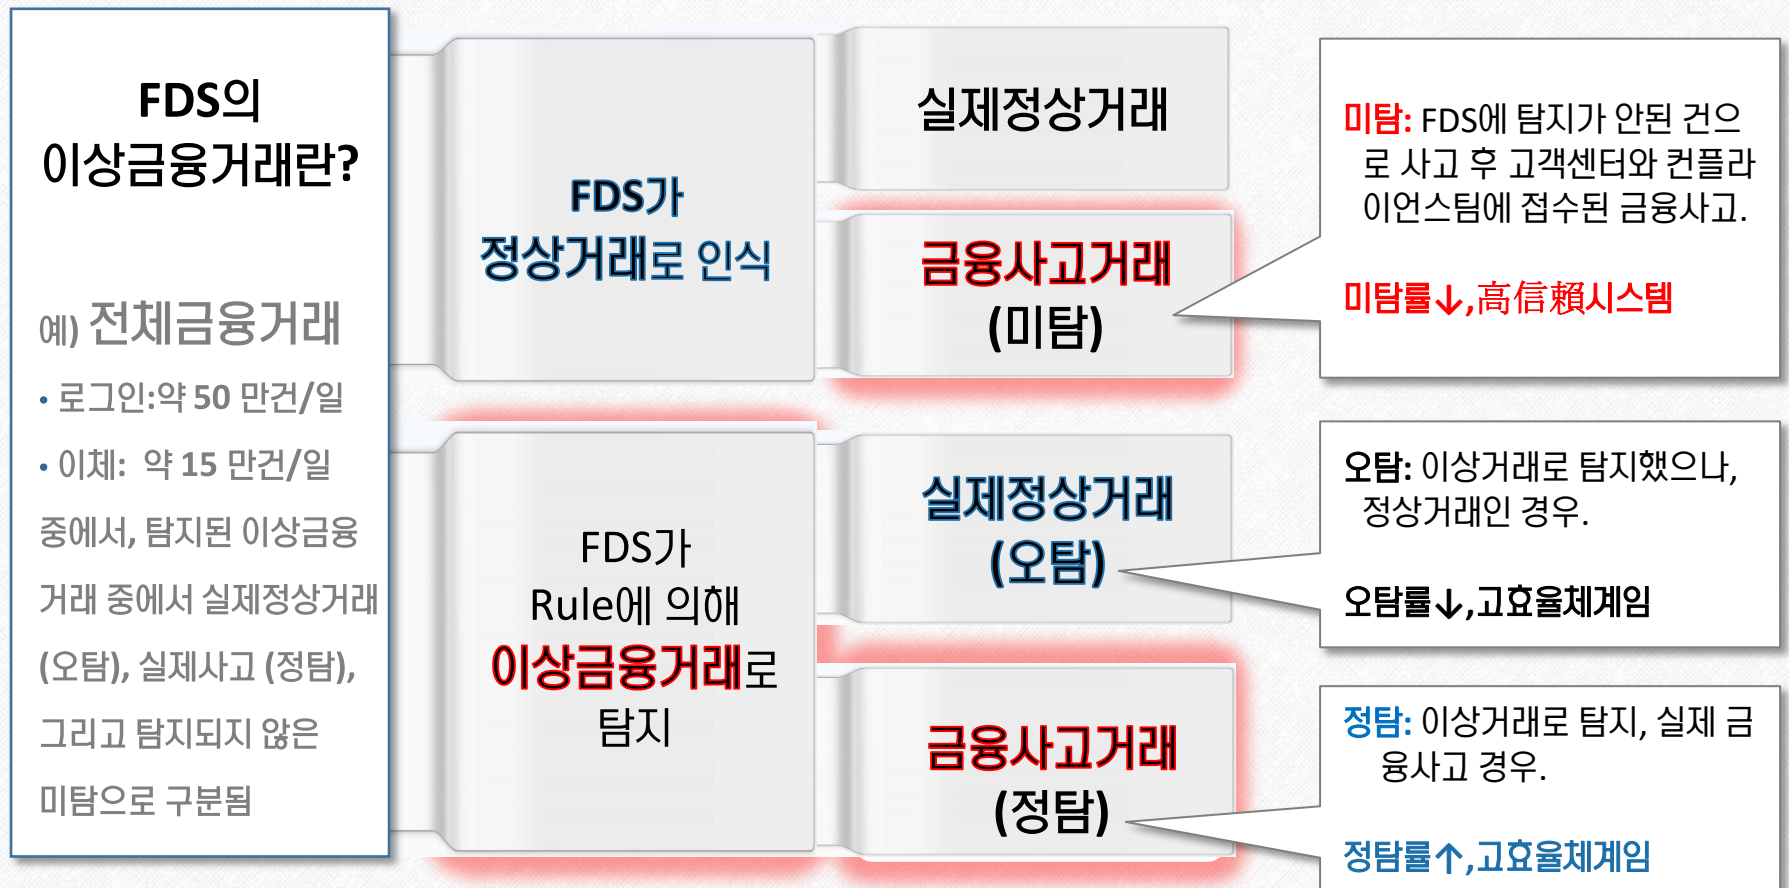 FDS의
이상금융거래란?
예) 전체금융거래
• 로그인:약 50 만건/일
• 이체: 약 15 만건/일
중에서, 탐지된 이상금융
거래 중에서 실제정상거래
(오탐), 실제사고 (정탐),
그리고 탐지되지 않은
미탐으로 구분됨
FDS가
정상거래로 인식
실제정상거래
금융사고거래
(미탐)
미탐: FDS에 탐지가 안된 건으
로 사고 후 고객센터와 컨플라
이언스팀에 접수된 금융사고.
미탐률↓,高信賴시스템
FDS가
Rule에 의해
이상금융거래로
탐지
실제정상거래
(오탐)
오탐: 이상거래로 탐지했으나,
정상거래인 경우.
오탐률↓,고효율체계임
금융사고거래
(정탐)
정탐: 이상거래로 탐지, 실제 금
융사고 경우.
정탐률↑,고효율체계임